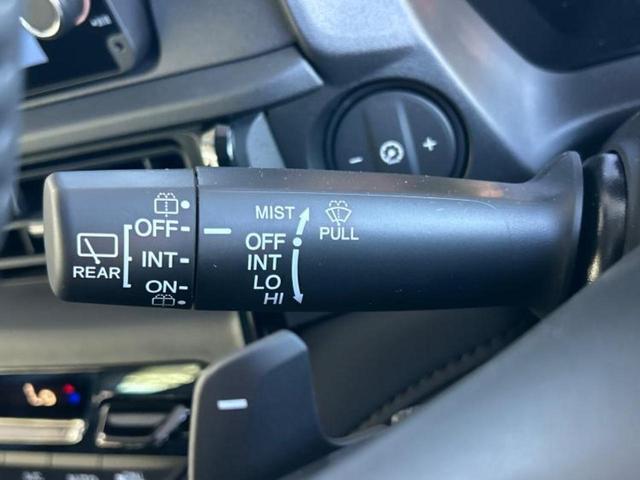 REAR
OFF
INT
ON
MIST
OFF
INT
LO
HI
PULL
− +